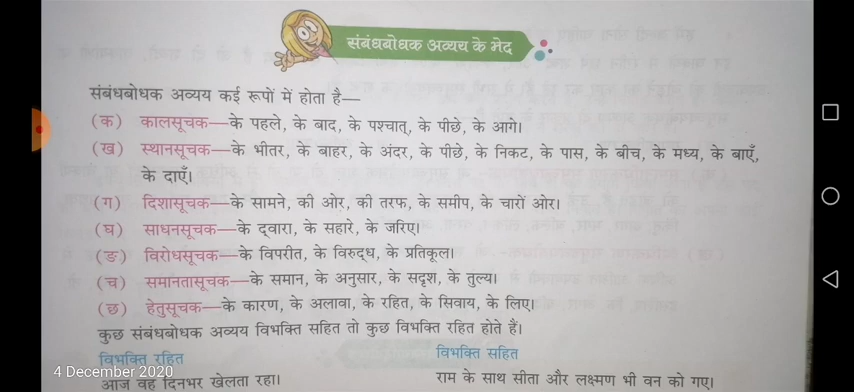 संबंधबोधक अव्यय के भेद
संबंधबोधक अव्यय कई रूपों में होता है—
(क) कालसूचक—के पहले, के बाद, के पश्चात्, के पीछे, के आगे।
(ख) स्थानसूचक—के भीतर, के बाहर, के अंदर, के पीछे, के निकट, के पास, के बीच, के मध्य, के बाएँ,
के दाएँ।
(ग) दिशासूचक—के सामने, की ओर, की तरफ, के समीप, के चारों ओर।
(घ) साधनसूचक—के द्वारा, के सहारे, के जरिए।
(ङ) विरोधसूचक—के विपरीत, के विरुद्ध, के प्रतिकूल।
(च) समानतासूचक—के समान, के अनुसार, के सदृश, के तुल्य।
(छ) हेतुसूचक—के कारण, के अलावा, के रहित, के सिवाय, के लिए।
कुछ संबंधबोधक अव्यय विभक्ति सहित तो कुछ विभक्ति रहित होते हैं।
विभक्ति रहित
विभक्ति सहित
4 December 2020
आज वह दिनभर खेलता रहा।
राम के साथ सीता और लक्ष्मण भी वन को गए।